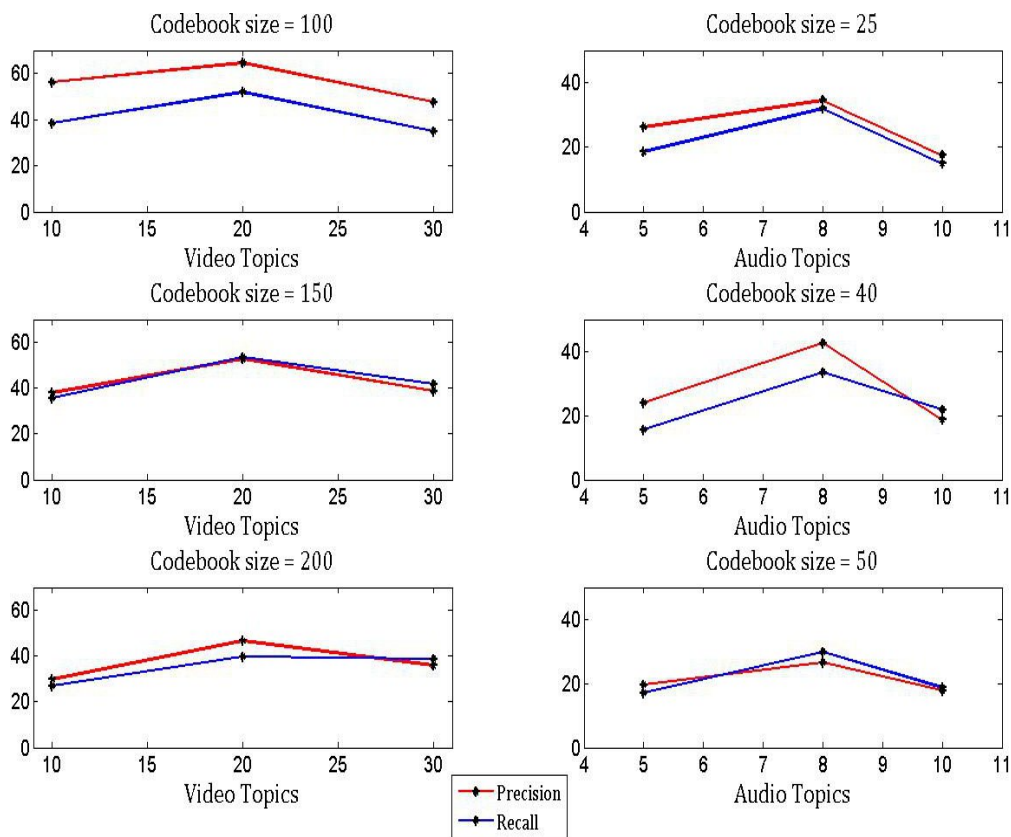 Codebook size = 100
60
40
20
0
10 15 20 25 30
Video Topics
Codebook size = 25
40
20
0
4 5 6 7 8 9 10 11
Audio Topics
Codebook size = 150
60
40
20
0
10 15 20 25 30
Video Topics
Codebook size = 40
40
20
0
4 5 6 7 8 9 10 11
Audio Topics
Codebook size = 200
60
40
20
0
10 15 20 25 30
Video Topics
Codebook size = 50
40
20
0
4 5 6 7 8 9 10 11
Audio Topics
Precision
Recall